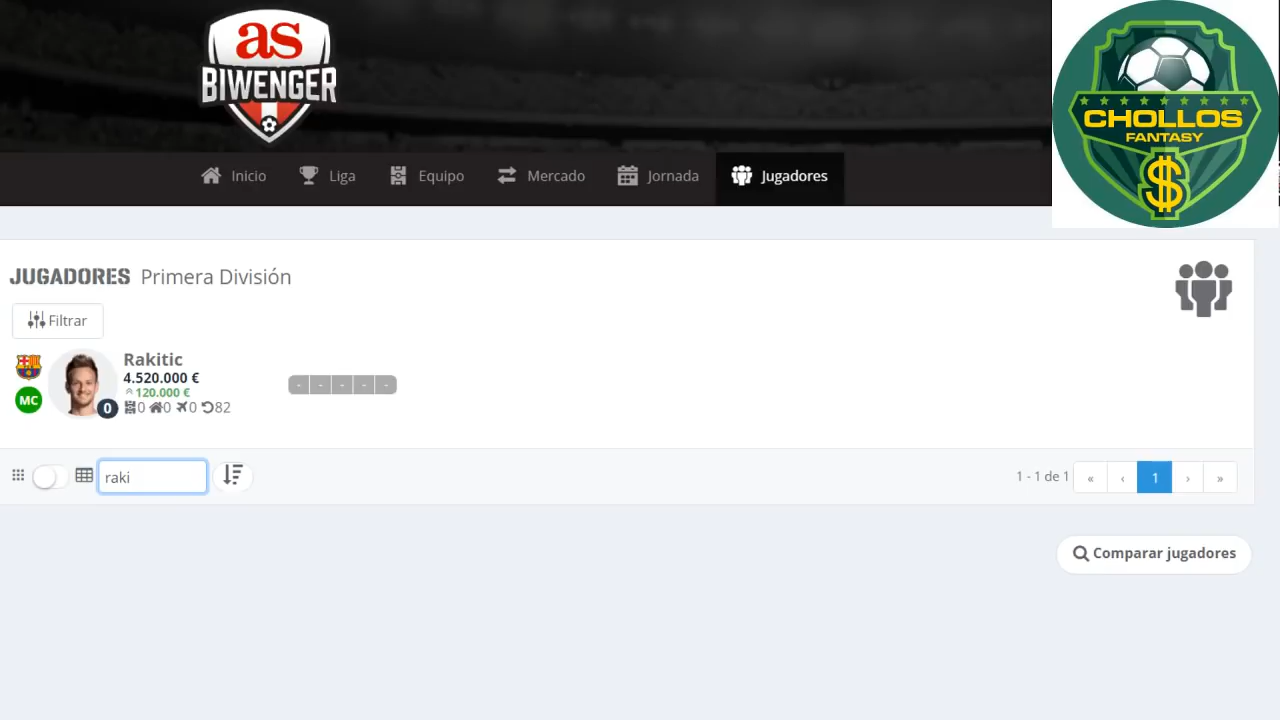 as
BIWENGER
CHOLLOS
FANTASY
$
Inicio
Liga
Equipo
Mercado
Jornada
Jugadores
JUGADORES Primera División
Filtrar
Rakitic
4.520.000 €
120.000 €
MC
0
0 0 0 82
- - - - -
raki
1 - 1 de 1 « ‹ 1 › »
Comparar jugadores